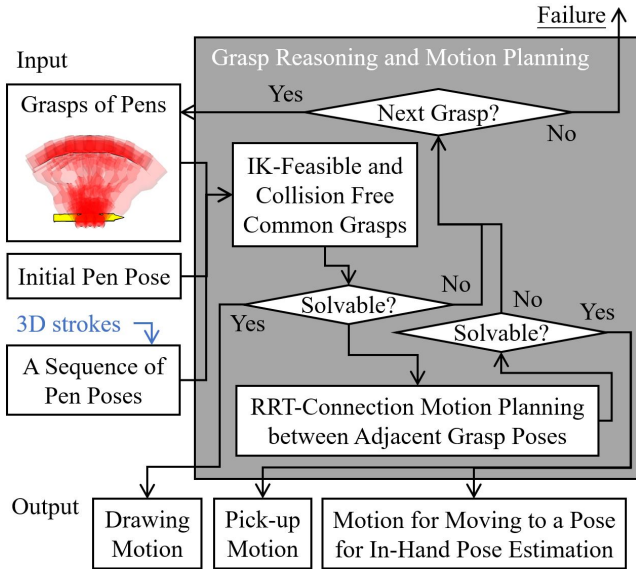 Failure
Input
Grasp Reasoning and Motion Planning
Grasps of Pens
Yes
Next Grasp?
No
IK-Feasible and
Collision Free
Common Grasps
Initial Pen Pose
No
Solvable?
Yes
No
Yes
Solvable?
3D strokes
A Sequence of
Pen Poses
RRT-Connection Motion Planning
between Adjacent Grasp Poses
Output
Drawing
Motion
Pick-up
Motion
Motion for Moving to a Pose
for In-Hand Pose Estimation